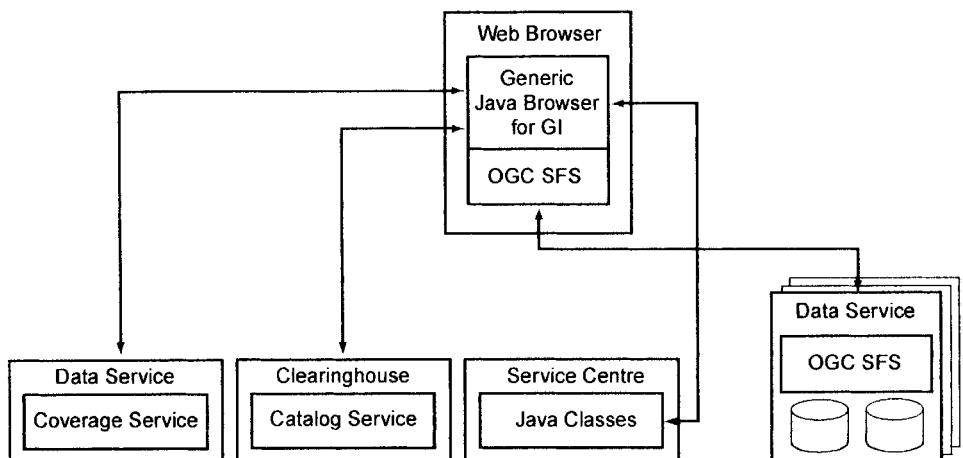 Web Browser
Generic
Java Browser
for GI
OGC SFS
Data Service
OGC SFS
Data Service
Coverage Service
Clearinghouse
Catalog Service
Service Centre
Java Classes